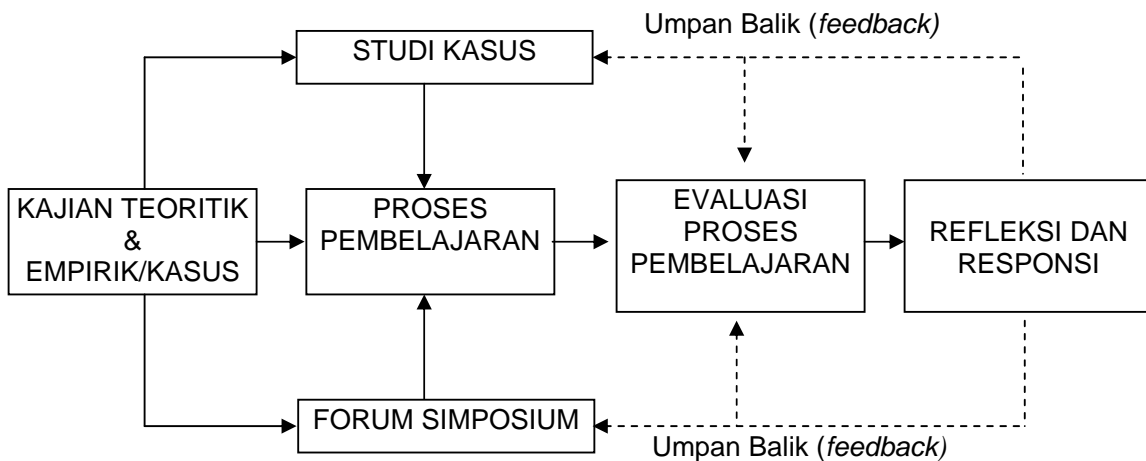 Umpan Balik (feedback)
STUDI KASUS
KAJIAN TEORITIK
&
EMPIRIK/KASUS
PROSES
PEMBELAJARAN
EVALUASI
PROSES
PEMBELAJARAN
REFLEKSI DAN
RESPONSI
FORUM SIMPOSIUM
Umpan Balik (feedback)